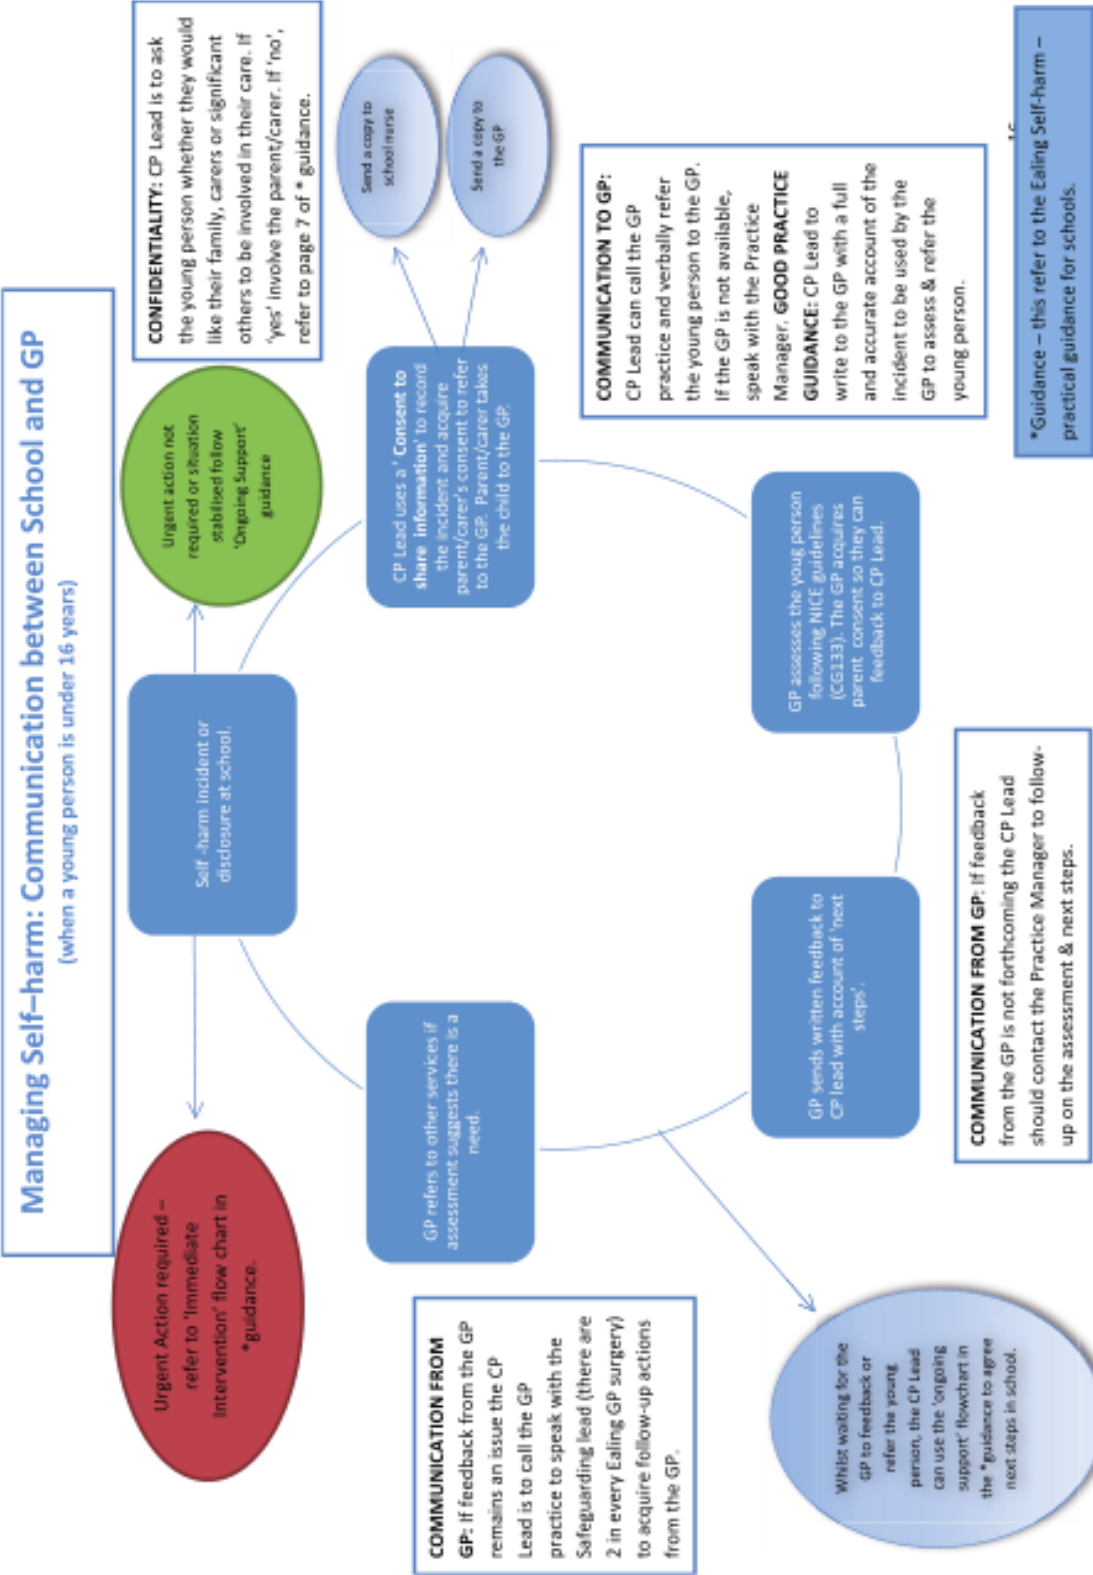 Managing Self–harm: Communication between School and GP
(when a young person is under 16 years)
Urgent Action required –
refer to 'Immediate
Intervention' flow chart in
*guidance.
Self -harm incident or
disclosure at school.
Urgent action not
required or situation
stabilised follow
'Ongoing Support'
guidance
CONFIDENTIALITY: CP Lead is to ask
the young person whether they would
like their family, carers or significant
others to be involved in their care. If
'yes' involve the parent/carer. If 'no',
refer to page 7 of * guidance.
CP Lead uses a ' Consent to
share information' to record
the incident and acquire
parent/carer's consent to refer
to the GP. Parent/carer takes
the child to the GP.
Send a copy to
school nurse
Send a copy to
the GP
COMMUNICATION TO GP:
CP Lead can call the GP
practice and verbally refer
the young person to the GP.
If the GP is not available,
speak with the Practice
Manager. GOOD PRACTICE
GUIDANCE: CP Lead to
write to the GP with a full
and accurate account of the
incident to be used by the
GP to assess & refer the
young person.
GP assesses the youg person
following NICE guidelines
(CG133). The GP acquires
parent consent so they can
feedback to CP Lead.
GP sends written feedback to
CP lead with account of 'next
steps'.
GP refers to other services if
assessment suggests there is a
need.
COMMUNICATION FROM
GP: If feedback from the GP
remains an issue the CP
Lead is to call the GP
practice to speak with the
Safeguarding lead (there are
2 in every Ealing GP surgery)
to acquire follow-up actions
from the GP.
Whilst waiting for the
GP to feedback or
refer the young
person, the CP Lead
can use the 'ongoing
support' flowchart in
the *guidance to agree
next steps in school.
COMMUNICATION FROM GP: If feedback
from the GP is not forthcoming the CP Lead
should contact the Practice Manager to follow-
up on the assessment & next steps.
*Guidance – this refer to the Ealing Self-harm –
practical guidance for schools.